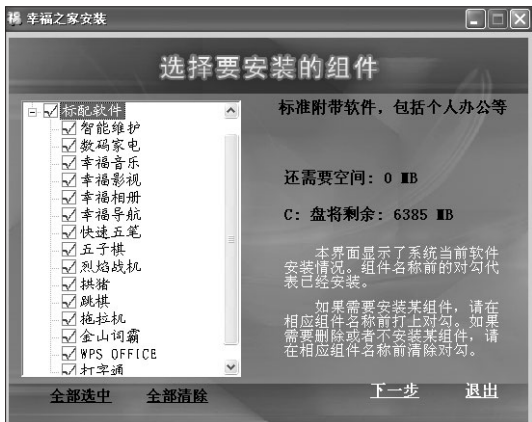 幸福之家安装
选择要安装的组件
标配软件
智能维护
数码家电
幸福音乐
幸福影视
幸福相册
幸福导航
快速五笔
五子棋
烈焰战机
拱猪
跳棋
拖拉机
金山词霸
WPS OFFICE
打字通
全部选中 全部清除
标准附带软件，包括个人办公等
还需要空间：0 MB
C: 盘将剩余：6385 MB
本界面显示了系统当前软件
安装情况。组件名称前的对勾代
表已经安装。
如果需要安装某组件，请在
相应组件名称前打上对勾。如果
需要删除或者不安装某组件，请
在相应组件名称前清除对勾。
下一步 退出